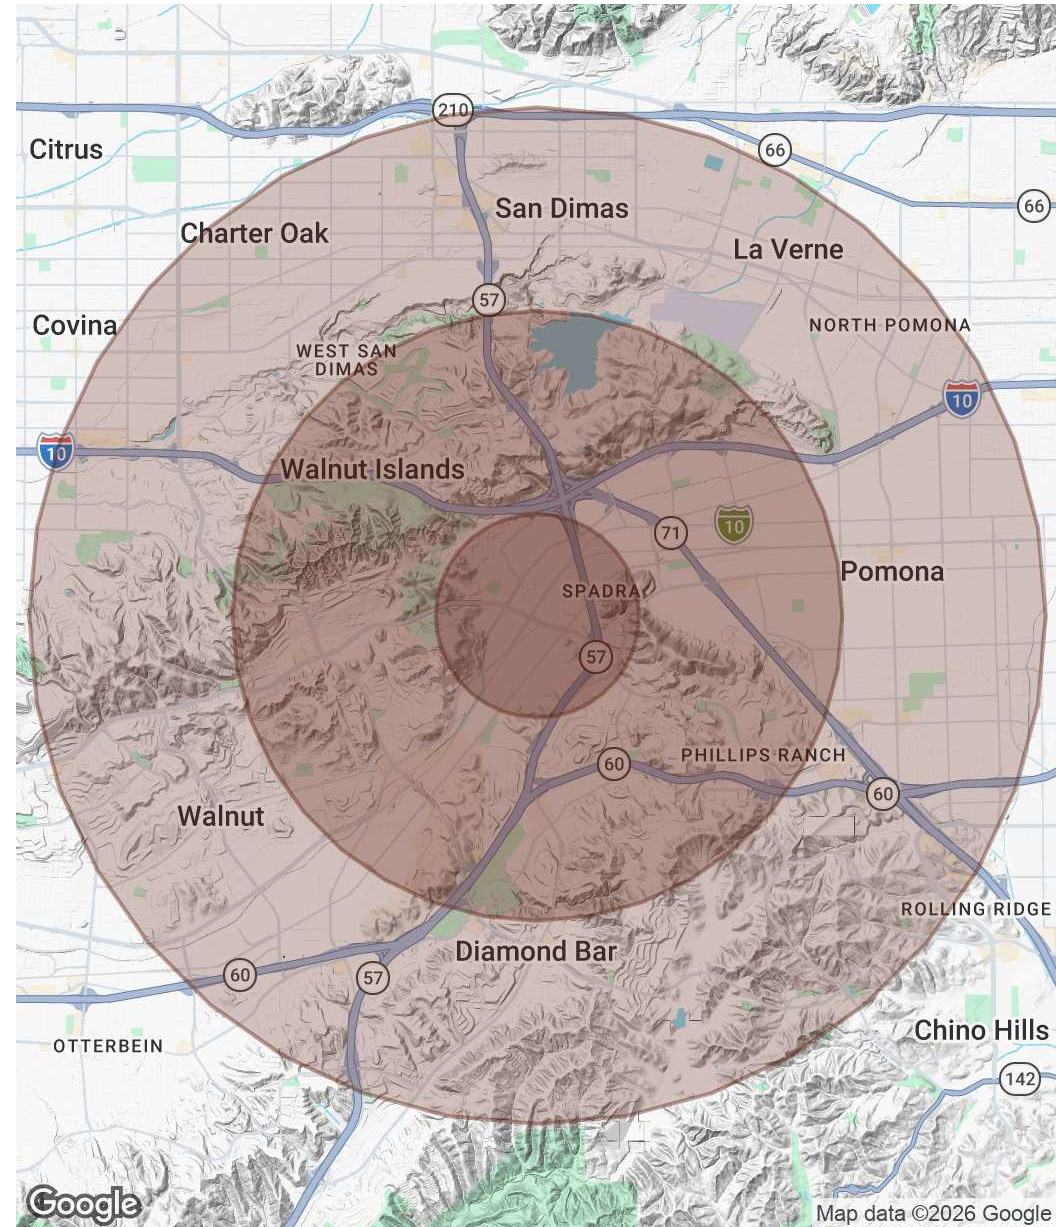 210
Citrus
66
66
San Dimas
Charter Oak
La Verne
57
Covina
NORTH POMONA
WEST SAN
DIMAS
10
10
Walnut Islands
71
10
Pomona
SPADRA
57
PHILLIPS RANCH
60
60
Walnut
ROLLING RIDGE
Diamond Bar
60
57
Chino Hills
OTTERBEIN
142
Google
Map data ©2026 Google